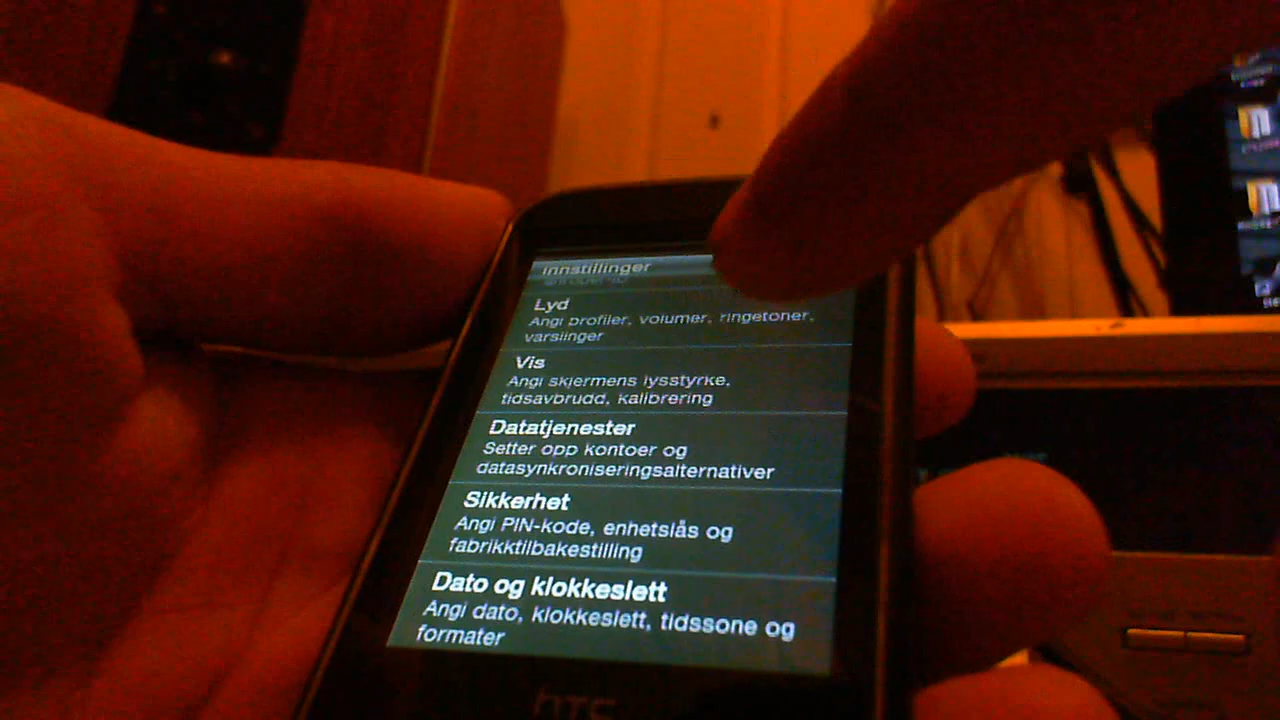 Innstillinger
Lyd
Angi profiler, volumer, ringetoner,
varslinger
Vis
Angi skjermens lysstyrke,
tidsavbrudd, kalibrering
Datatjenester
Setter opp kontoer og
datasynkroniseringsalternativer
Sikkerhet
Angi PIN-kode, enhetslås og
fabrikktilbakestilling
Dato og klokkeslett
Angi dato, klokkeslett, tidssone og
formater
hTC